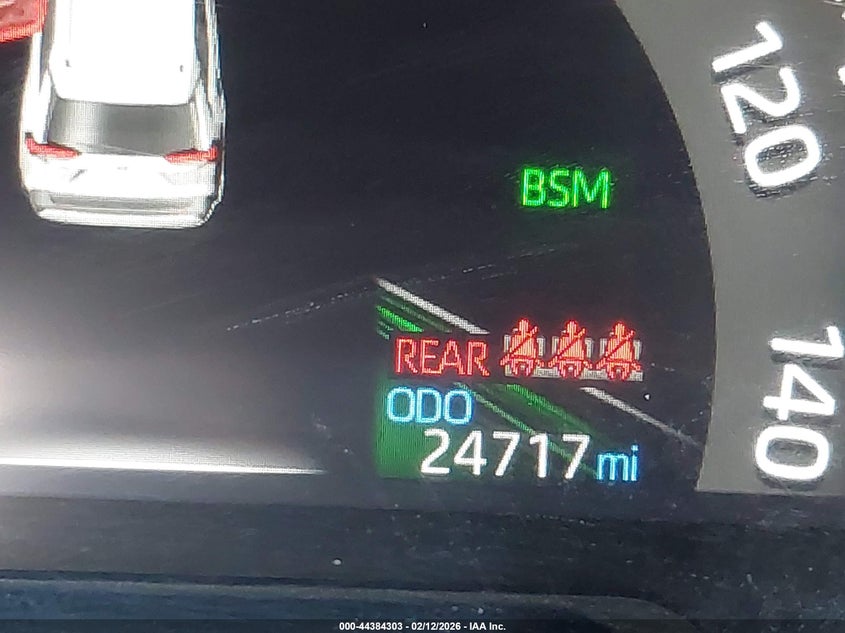 120
BSM
REAR
140
ODO
24717 mi
000-44384303 - 02/12/2026 - IAA Inc.